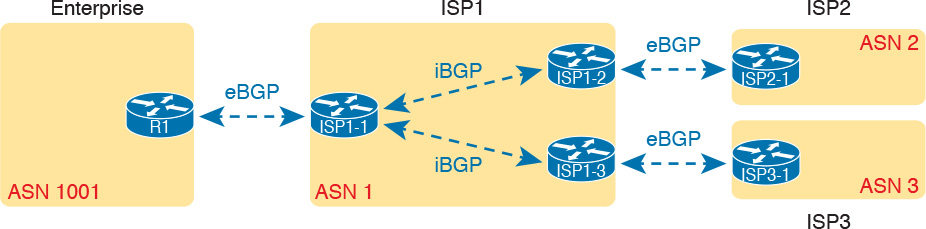 Enterprise
ISP1
ISP2
ASN 2
eBGP
ISP1-2
ISP2-1
iBGP
eBGP
R1
ISP1-1
iBGP
eBGP
ISP1-3
ISP3-1
ASN 1001
ASN 1
ASN 3
ISP3